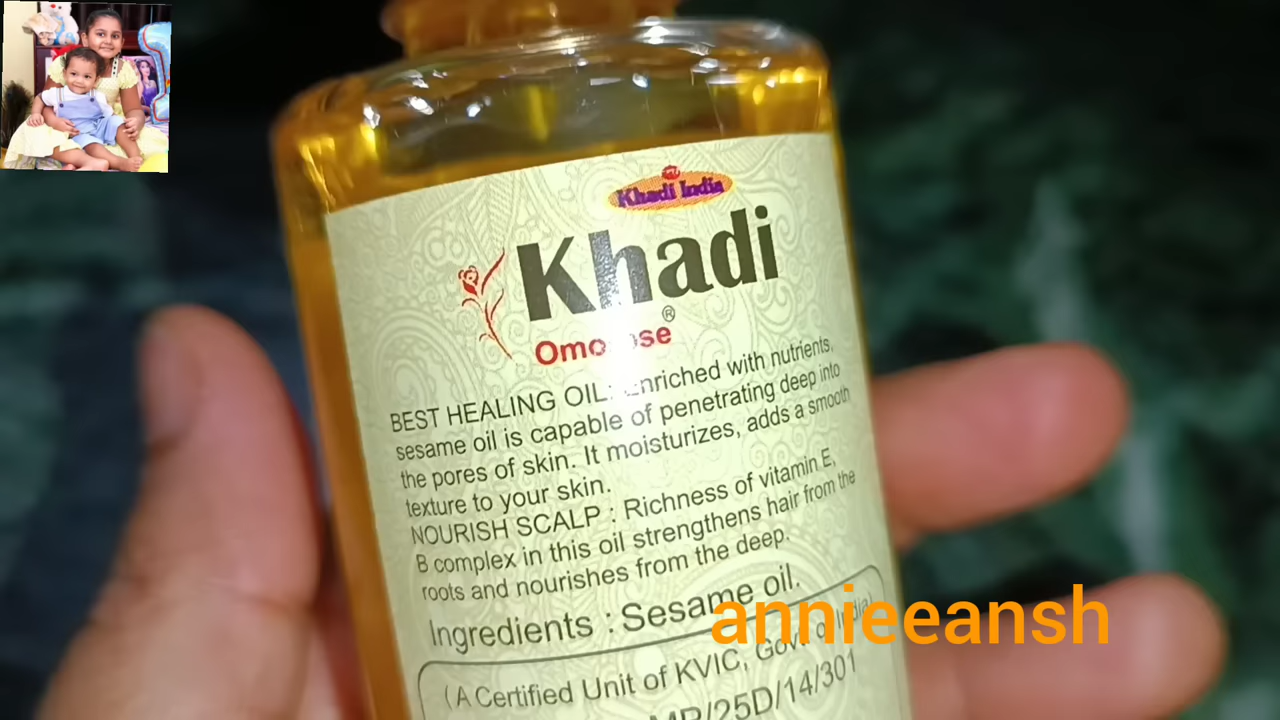 Khadi India
Khadi
®
BEST HEALING OIL: Enriched with nutrients,
sesame oil is capable of penetrating deep into
the pores of skin. It moisturizes, adds a smooth
texture to your skin.
NOURISH SCALP : Richness of vitamin E,
B complex in this oil strengthens hair from the
roots and nourishes from the deep.
Ingredients : Sesame oil.
annieeansh
(A Certified Unit of KVIC, Govt of India)
MP/25D/14/301